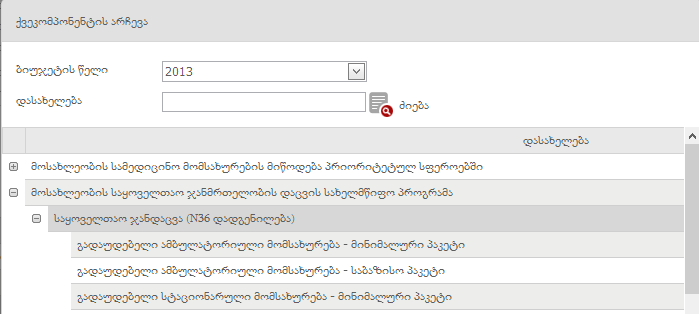 ქვეკომპონენტის არჩევა
ბიუჯეტის წელი 2013
დასახელება ძიება
დასახელება
მოსახლეობის სამედიცინო მომსახურების მიწოდება პრიორიტეტულ სფეროებში
მოსახლეობის საყოველთაო ჯანმრთელობის დაცვის სახელმწიფო პროგრამა
საყოველთაო ჯანდაცვა (N36 დადგენილება)
გადაუდებელი ამბულატორიული მომსახურება - მინიმალური პაკეტი
გადაუდებელი ამბულატორიული მომსახურება - საბაზისო პაკეტი
გადაუდებელი სტაციონარული მომსახურება - მინიმალური პაკეტი